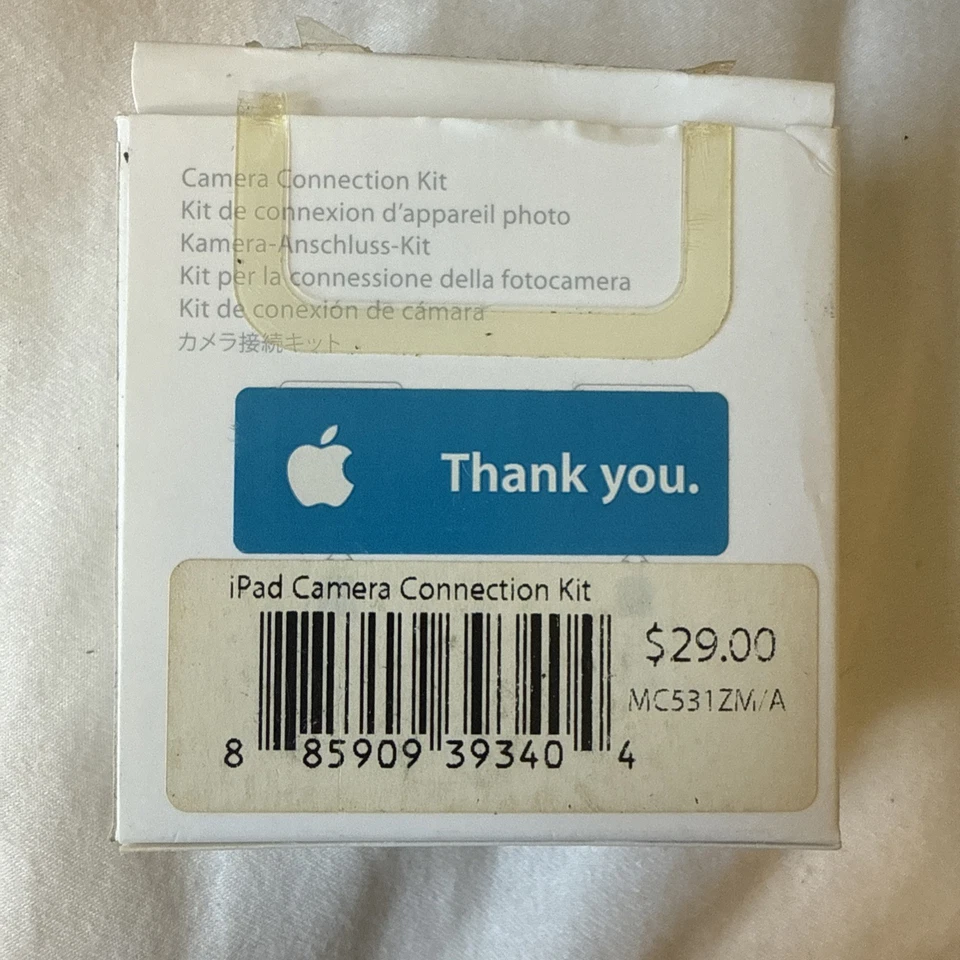 Camera Connection Kit
Kit de connexion d’appareil photo
Kamera-Anschluss-Kit
Kit per la connessione della fotocamera
Kit de conexión de cámara
カメラ接続キット
Thank you.
iPad Camera Connection Kit
$29.00
MC531ZM/A
8 85909 39340 4